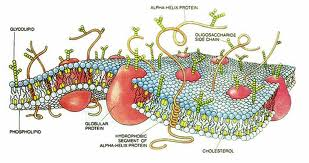 ALPHA-HELIX PROTEIN
GLYCOLIPID
OLIGOSACCHARIDE
SIDE CHAIN
PHOSPHOLIPID
GLOBULAR
PROTEIN
HYDROPHOBIC
SEGMENT OF
ALPHA-HELIX PROTEIN
CHOLESTEROL